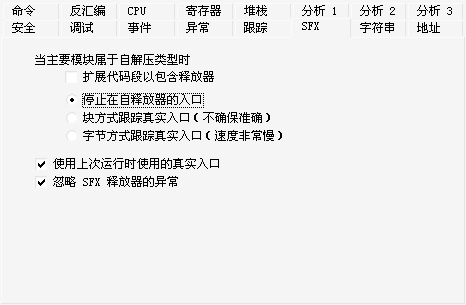 命令 反汇编 CPU 寄存器 堆栈 分析 1 分析 2 分析 3
安全 调试 事件 异常 跟踪 SFX 字符串 地址
当主要模块属于自解压类型时
扩展代码段以包含释放器
停止在自释放器的入口
块方式跟踪真实入口(不确保准确)
字节方式跟踪真实入口(速度非常慢)
使用上次运行时使用的真实入口
忽略 SFX 释放器的异常